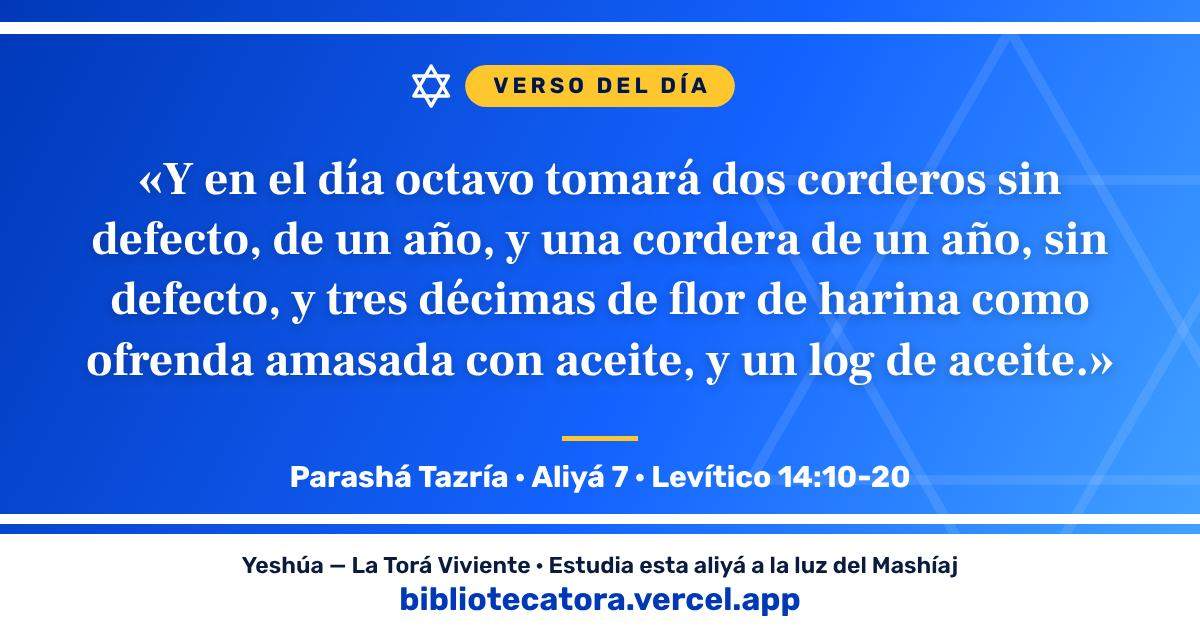 VERSO DEL DÍA
«Y en el día octavo tomará dos corderos sin
defecto, de un año, y una cordera de un año, sin
defecto, y tres décimas de flor de harina como
ofrenda amasada con aceite, y un log de aceite.»
Parashá Tazría • Aliyá 7 • Levítico 14:10-20
Yeshúa — La Torá Viviente • Estudia esta aliyá a la luz del Mashíaj
bibliotecatora.vercel.app